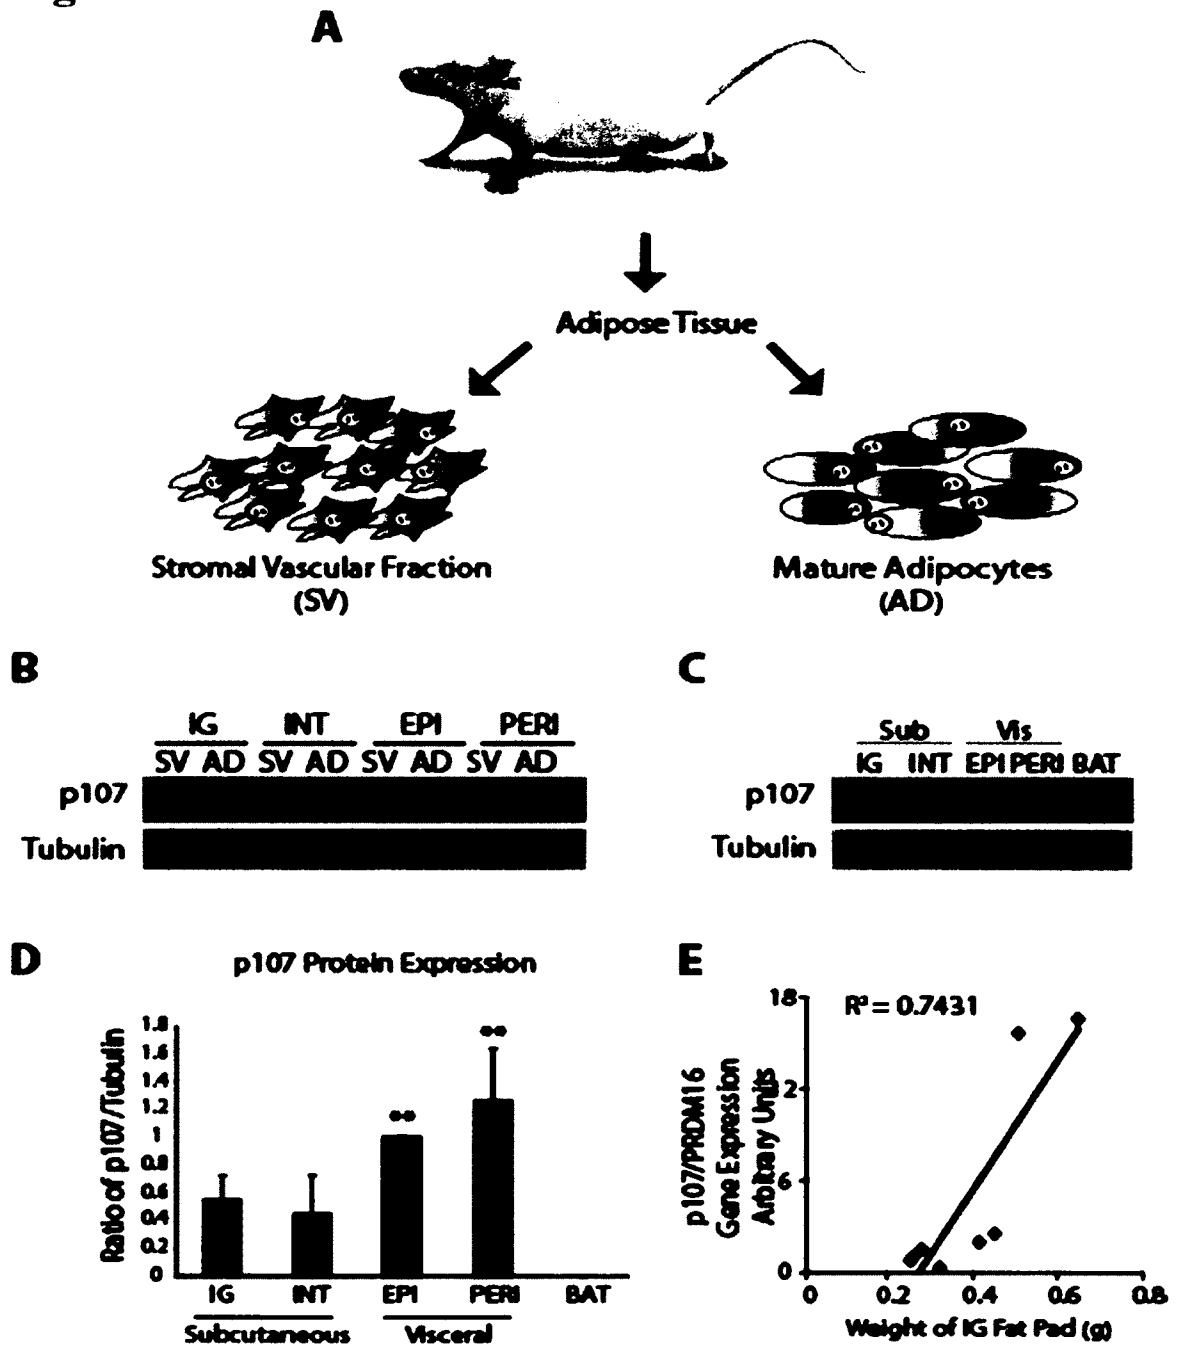 A
Adipose Tissue
Stromal Vascular Fraction
(SV)
Mature Adipocytes
(AD)
B
IG INT EPI PERI
SV AD SV AD SV AD SV AD
p107
Tubulin
C
Sub Vis
IG INT EPI PERI BAT
p107
Tubulin
D
p107 Protein Expression
Ratio of p107/Tubulin
1.8
1.6
1.4
1.2
1
0.8
0.6
0.4
0.2
0
**
**
IG INT EPI PERI BAT
Subcutaneous Visceral
E
R² = 0.7431
p107/PRDM16
Gene Expression
Arbitrary Units
18
12
6
0
0 0.2 0.4 0.6 0.8
Weight of IG Fat Pad (g)